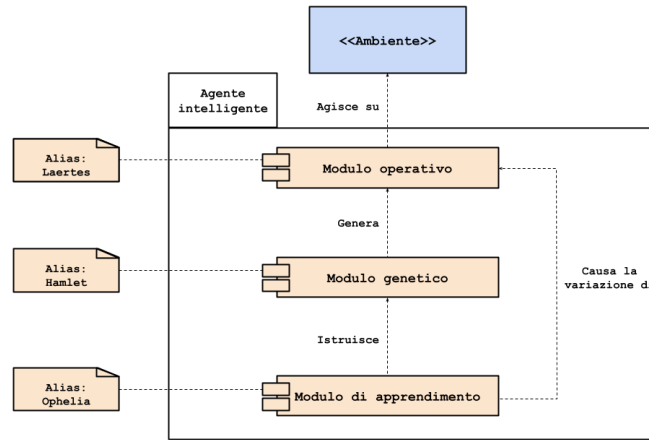 <<Ambiente>>
Agente
intelligente
Agisce su
Alias:
Laertes
Modulo operativo
Genera
Alias:
Hamlet
Modulo genetico
Causa la
variazione di
Istruisce
Alias:
Ophelia
Modulo di apprendimento